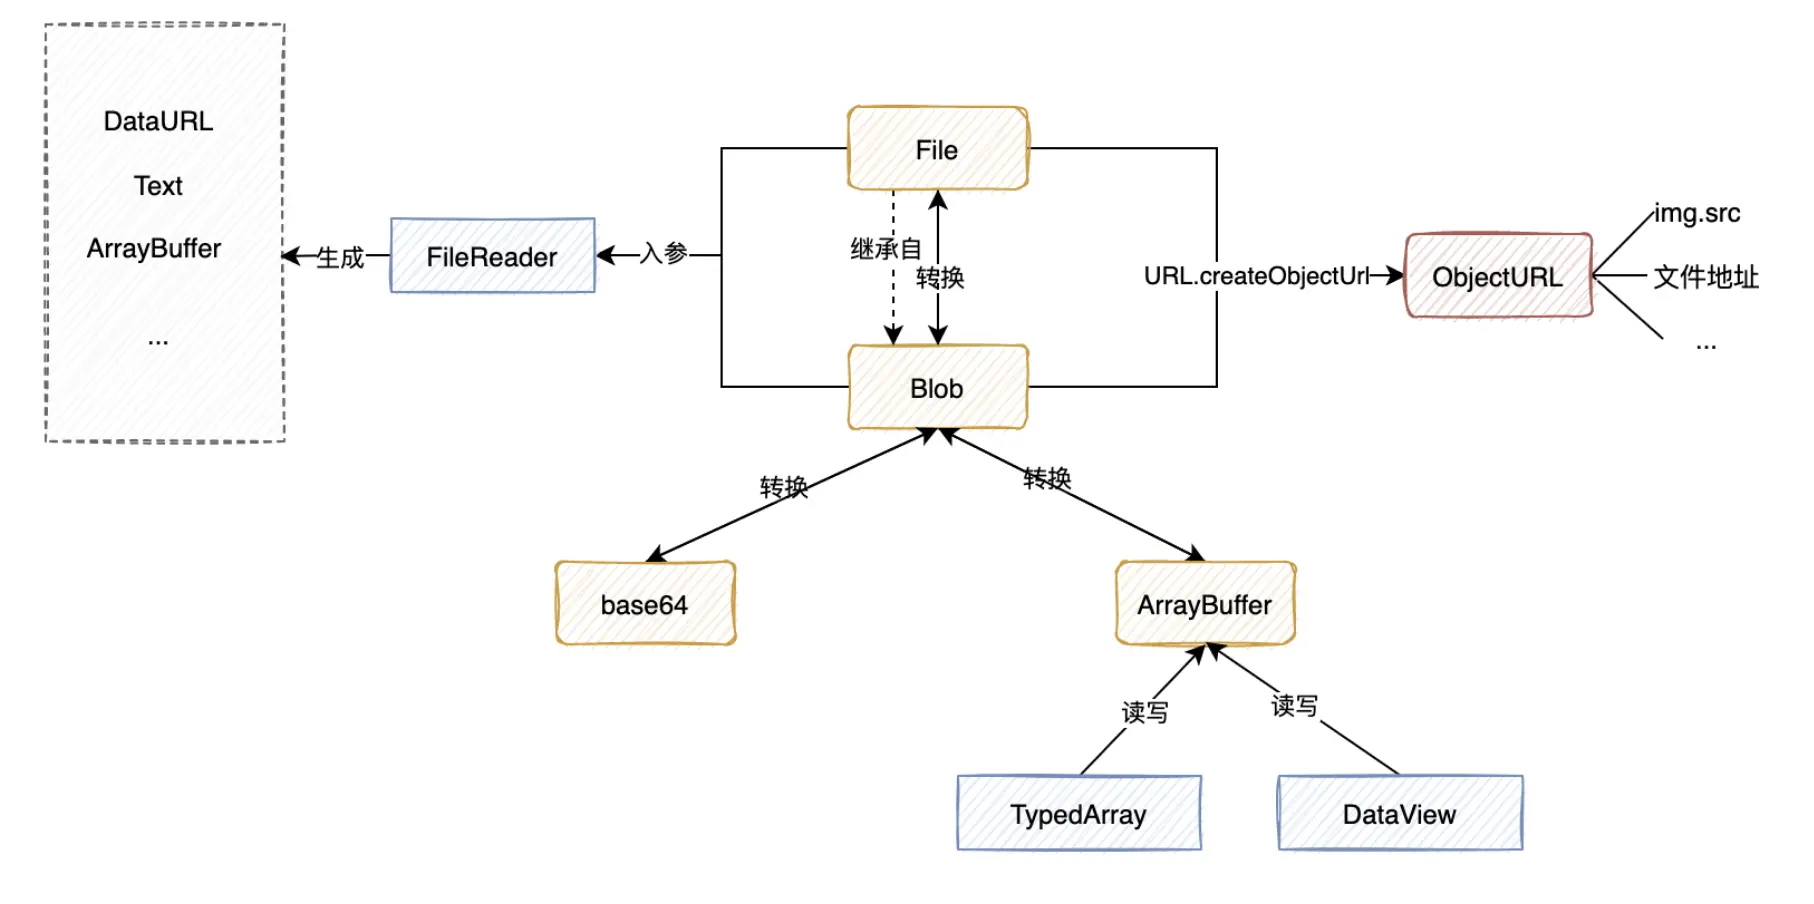 DataURL
Text
ArrayBuffer
...
生成
FileReader
入参
File
继承自
转换
Blob
URL.createObjectUrl
ObjectURL
img.src
文件地址
...
转换
转换
base64
ArrayBuffer
读写
读写
TypedArray
DataView